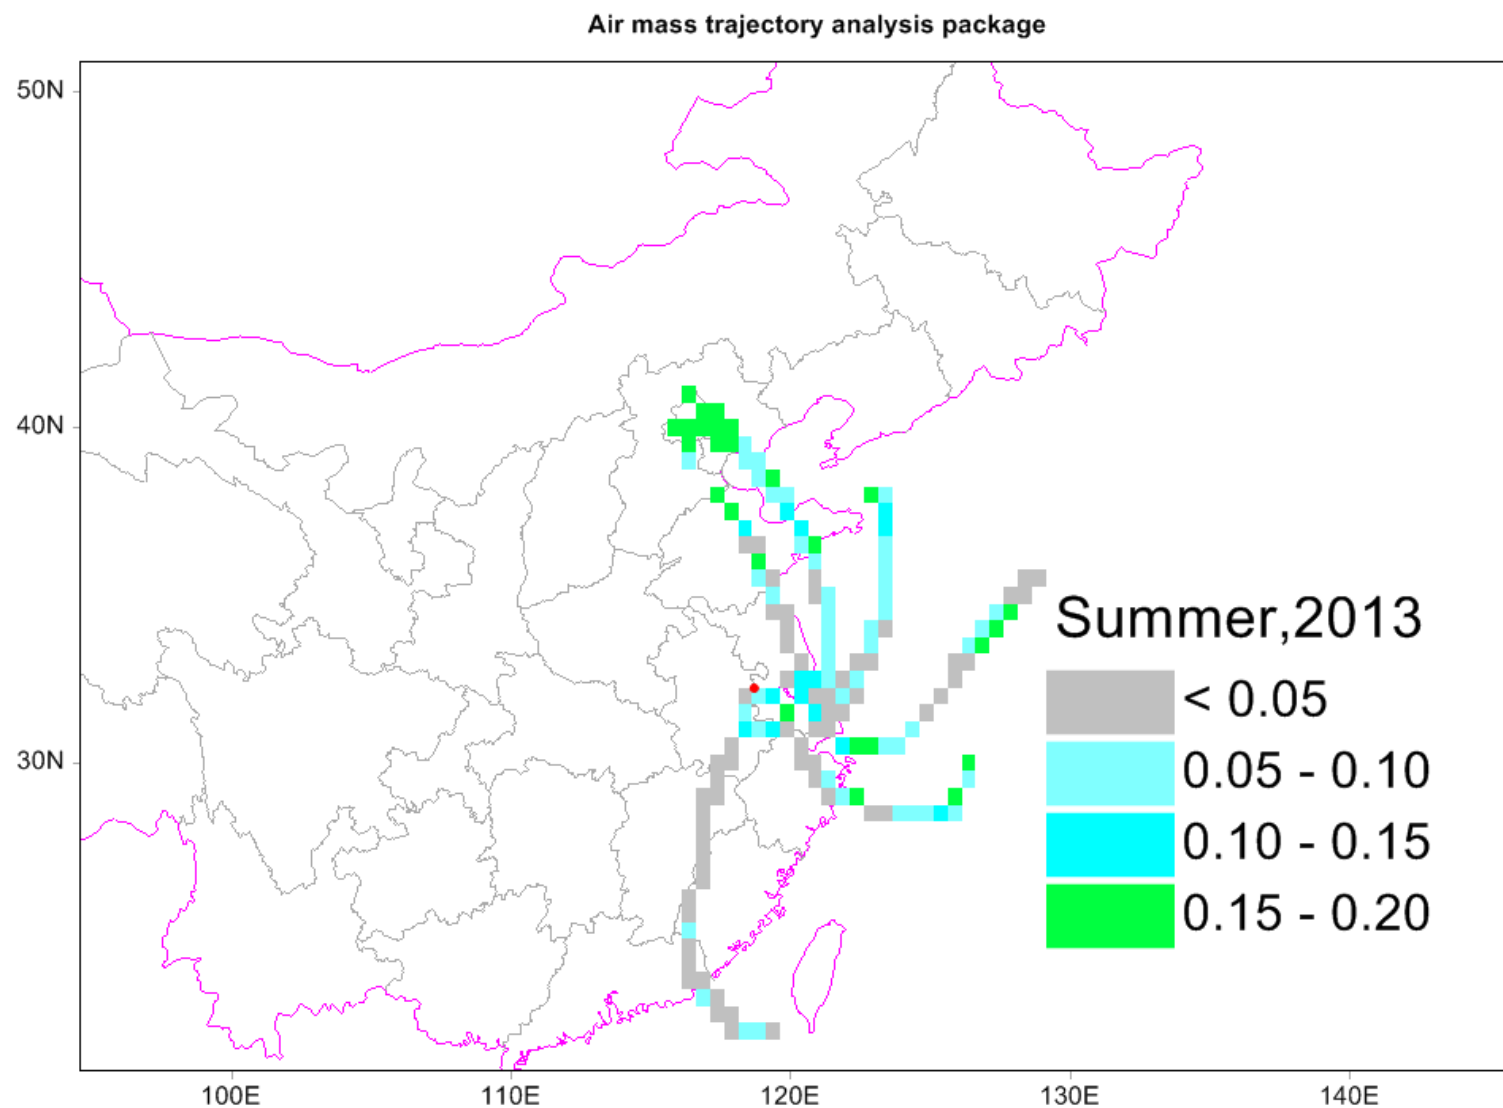 Air mass trajectory analysis package
50N
40N
30N
Summer,2013
< 0.05
0.05 - 0.10
0.10 - 0.15
0.15 - 0.20
100E
110E
120E
130E
140E